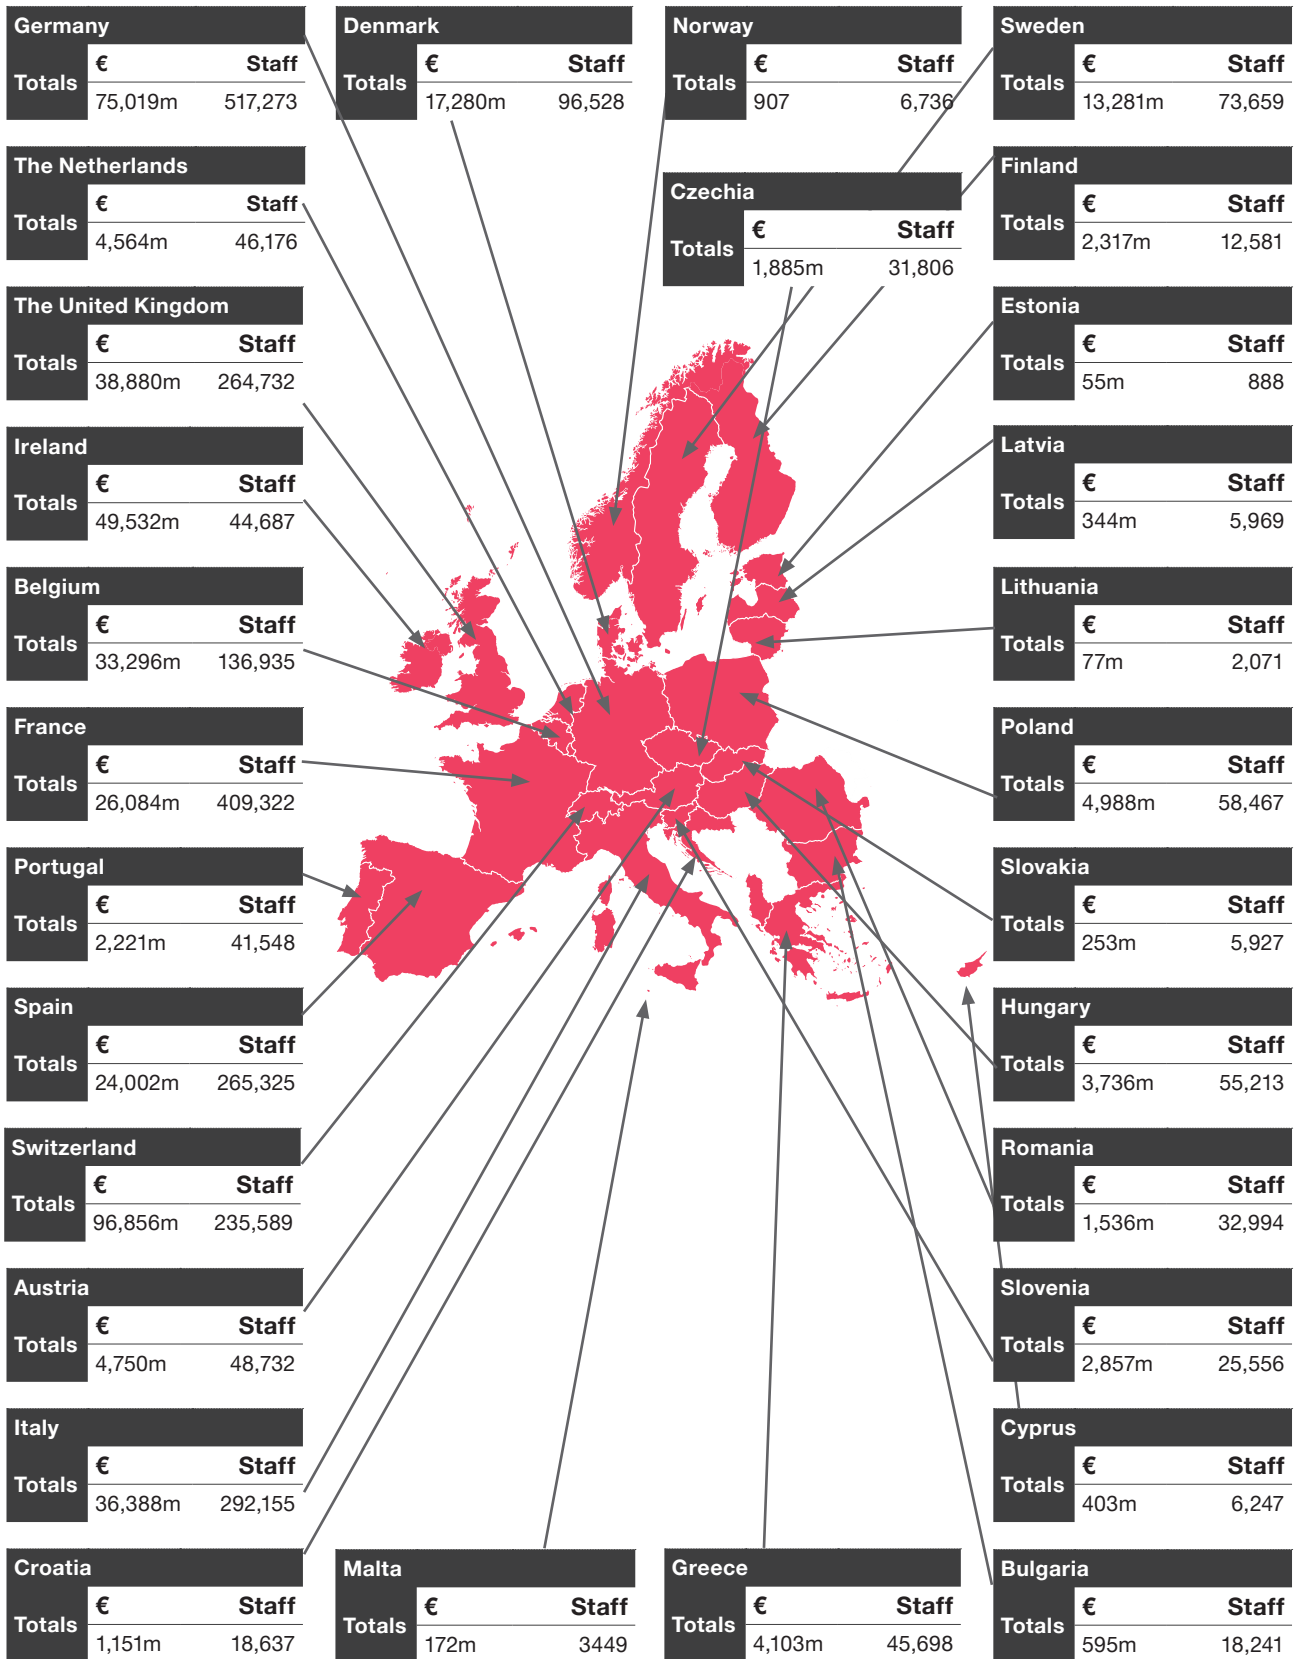 Germany
€ Staff
Totals
75,019m 517,273
Denmark
€ Staff
Totals
17,280m 96,528
Norway
€ Staff
Totals
907 6,736
Sweden
€ Staff
Totals
13,281m 73,659
The Netherlands
€ Staff
Totals
4,564m 46,176
Czechia
€ Staff
Totals
1,885m 31,806
Finland
€ Staff
Totals
2,317m 12,581
The United Kingdom
€ Staff
Totals
38,880m 264,732
Estonia
€ Staff
Totals
55m 888
Ireland
€ Staff
Totals
49,532m 44,687
Latvia
€ Staff
Totals
344m 5,969
Belgium
€ Staff
Totals
33,296m 136,935
Lithuania
€ Staff
Totals
77m 2,071
France
€ Staff
Totals
26,084m 409,322
Poland
€ Staff
Totals
4,988m 58,467
Portugal
€ Staff
Totals
2,221m 41,548
Slovakia
€ Staff
Totals
253m 5,927
Spain
€ Staff
Totals
24,002m 265,325
Hungary
€ Staff
Totals
3,736m 55,213
Switzerland
€ Staff
Totals
96,856m 235,589
Romania
€ Staff
Totals
1,536m 32,994
Austria
€ Staff
Totals
4,750m 48,732
Slovenia
€ Staff
Totals
2,857m 25,556
Italy
€ Staff
Totals
36,388m 292,155
Cyprus
€ Staff
Totals
403m 6,247
Croatia
€ Staff
Totals
1,151m 18,637
Malta
€ Staff
Totals
172m 3449
Greece
€ Staff
Totals
4,103m 45,698
Bulgaria
€ Staff
Totals
595m 18,241